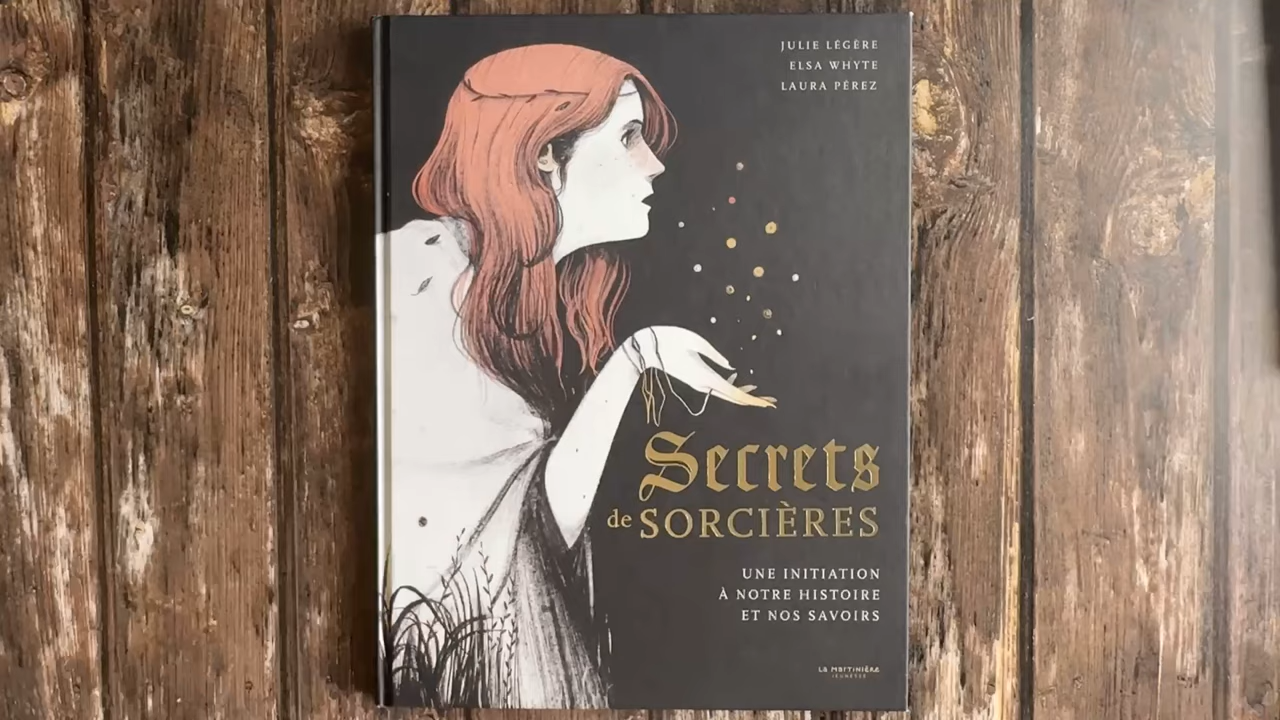 JULIE LÉGÈRE
ELSA WHYTE
LAURA PÉREZ
Secrets
de SORCIÈRES
UNE INITIATION
À NOTRE HISTOIRE
ET NOS SAVOIRS
La MARTINIÈRE
JEUNESSE